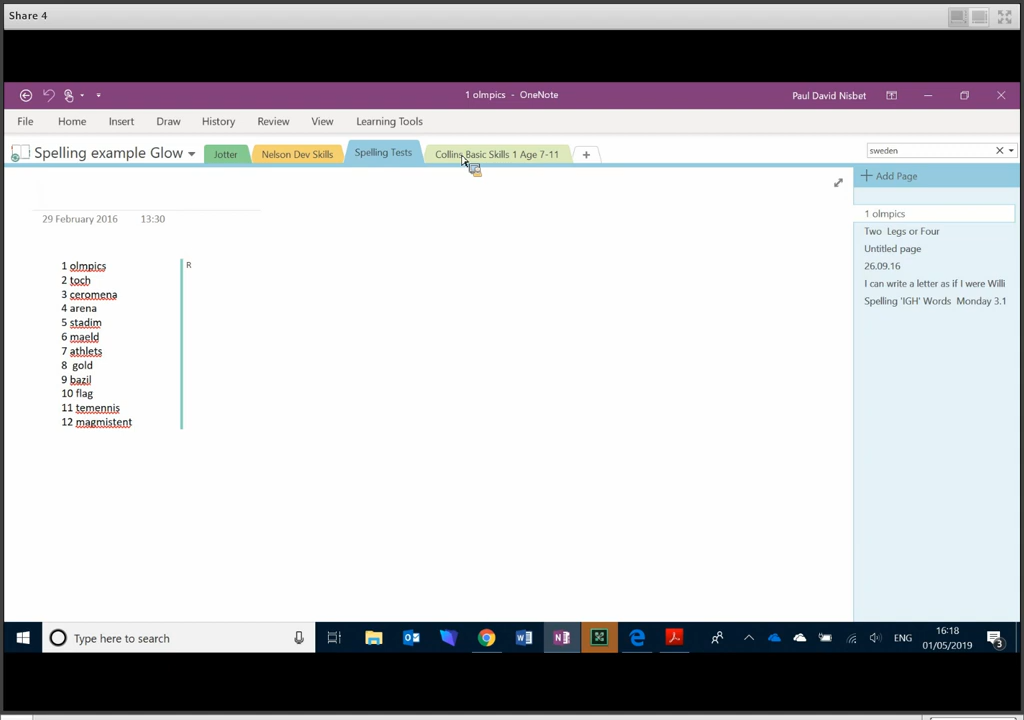 Share 4
1 olmpics - OneNote
Paul David Nisbet
File Home Insert Draw History Review View Learning Tools
Spelling example Glow
Jotter
Nelson Dev Skills
Spelling Tests
Collins Basic Skills 1 Age 7-11
+
sweden
Add Page
29 February 2016 13:30
1 olmpics
2 toch
3 ceromena
4 arena
5 stadim
6 maeld
7 athlets
8 gold
9 bazil
10 flag
11 temennis
12 magmistent
R
1 olmpics
Two Legs or Four
Untitled page
26.09.16
I can write a letter as if I were Willi
Spelling 'IGH' Words Monday 3.1
Type here to search
ENG
16:18
01/05/2019
3